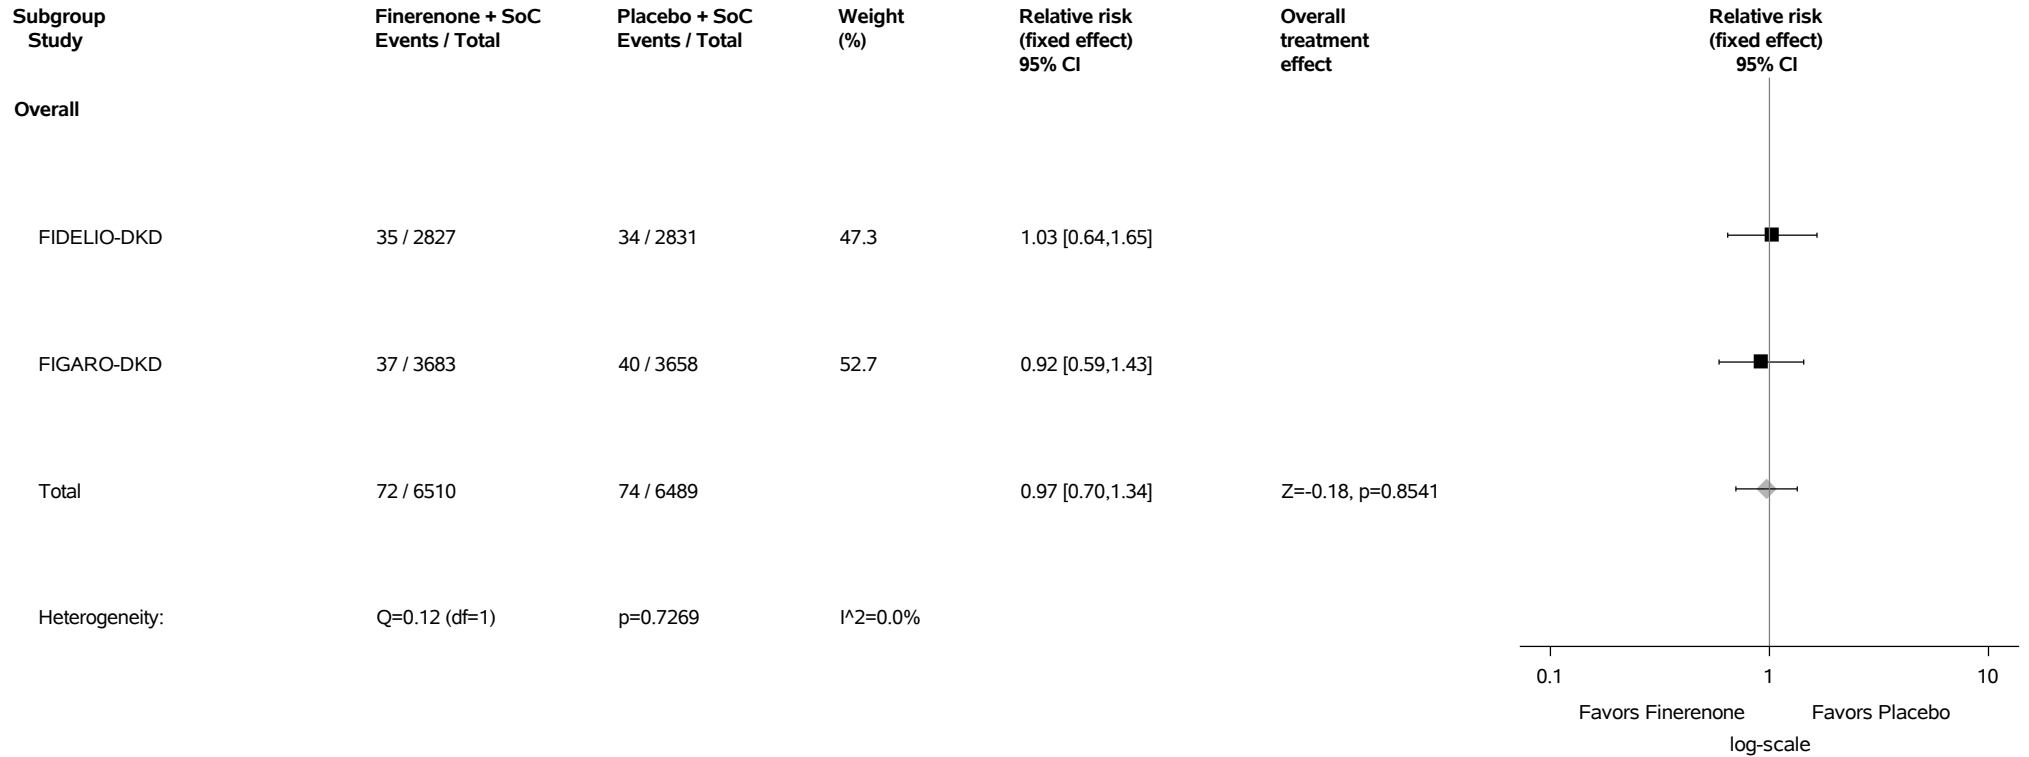 Subgroup Finerenone + SoC Placebo + SoC Weight Relative risk Overall Relative risk
Study Events / Total Events / Total (%) (fixed effect) treatment (fixed effect)
95% CI effect 95% CI
Overall
FIDELIO-DKD 35 / 2827 34 / 2831 47.3 1.03 [0.64,1.65]
FIGARO-DKD 37 / 3683 40 / 3658 52.7 0.92 [0.59,1.43]
Total 72 / 6510 74 / 6489 0.97 [0.70,1.34] Z=-0.18, p=0.8541
Heterogeneity: Q=0.12 (df=1) p=0.7269 I^2=0.0%
0.1 1 10
Favors Finerenone Favors Placebo
log-scale